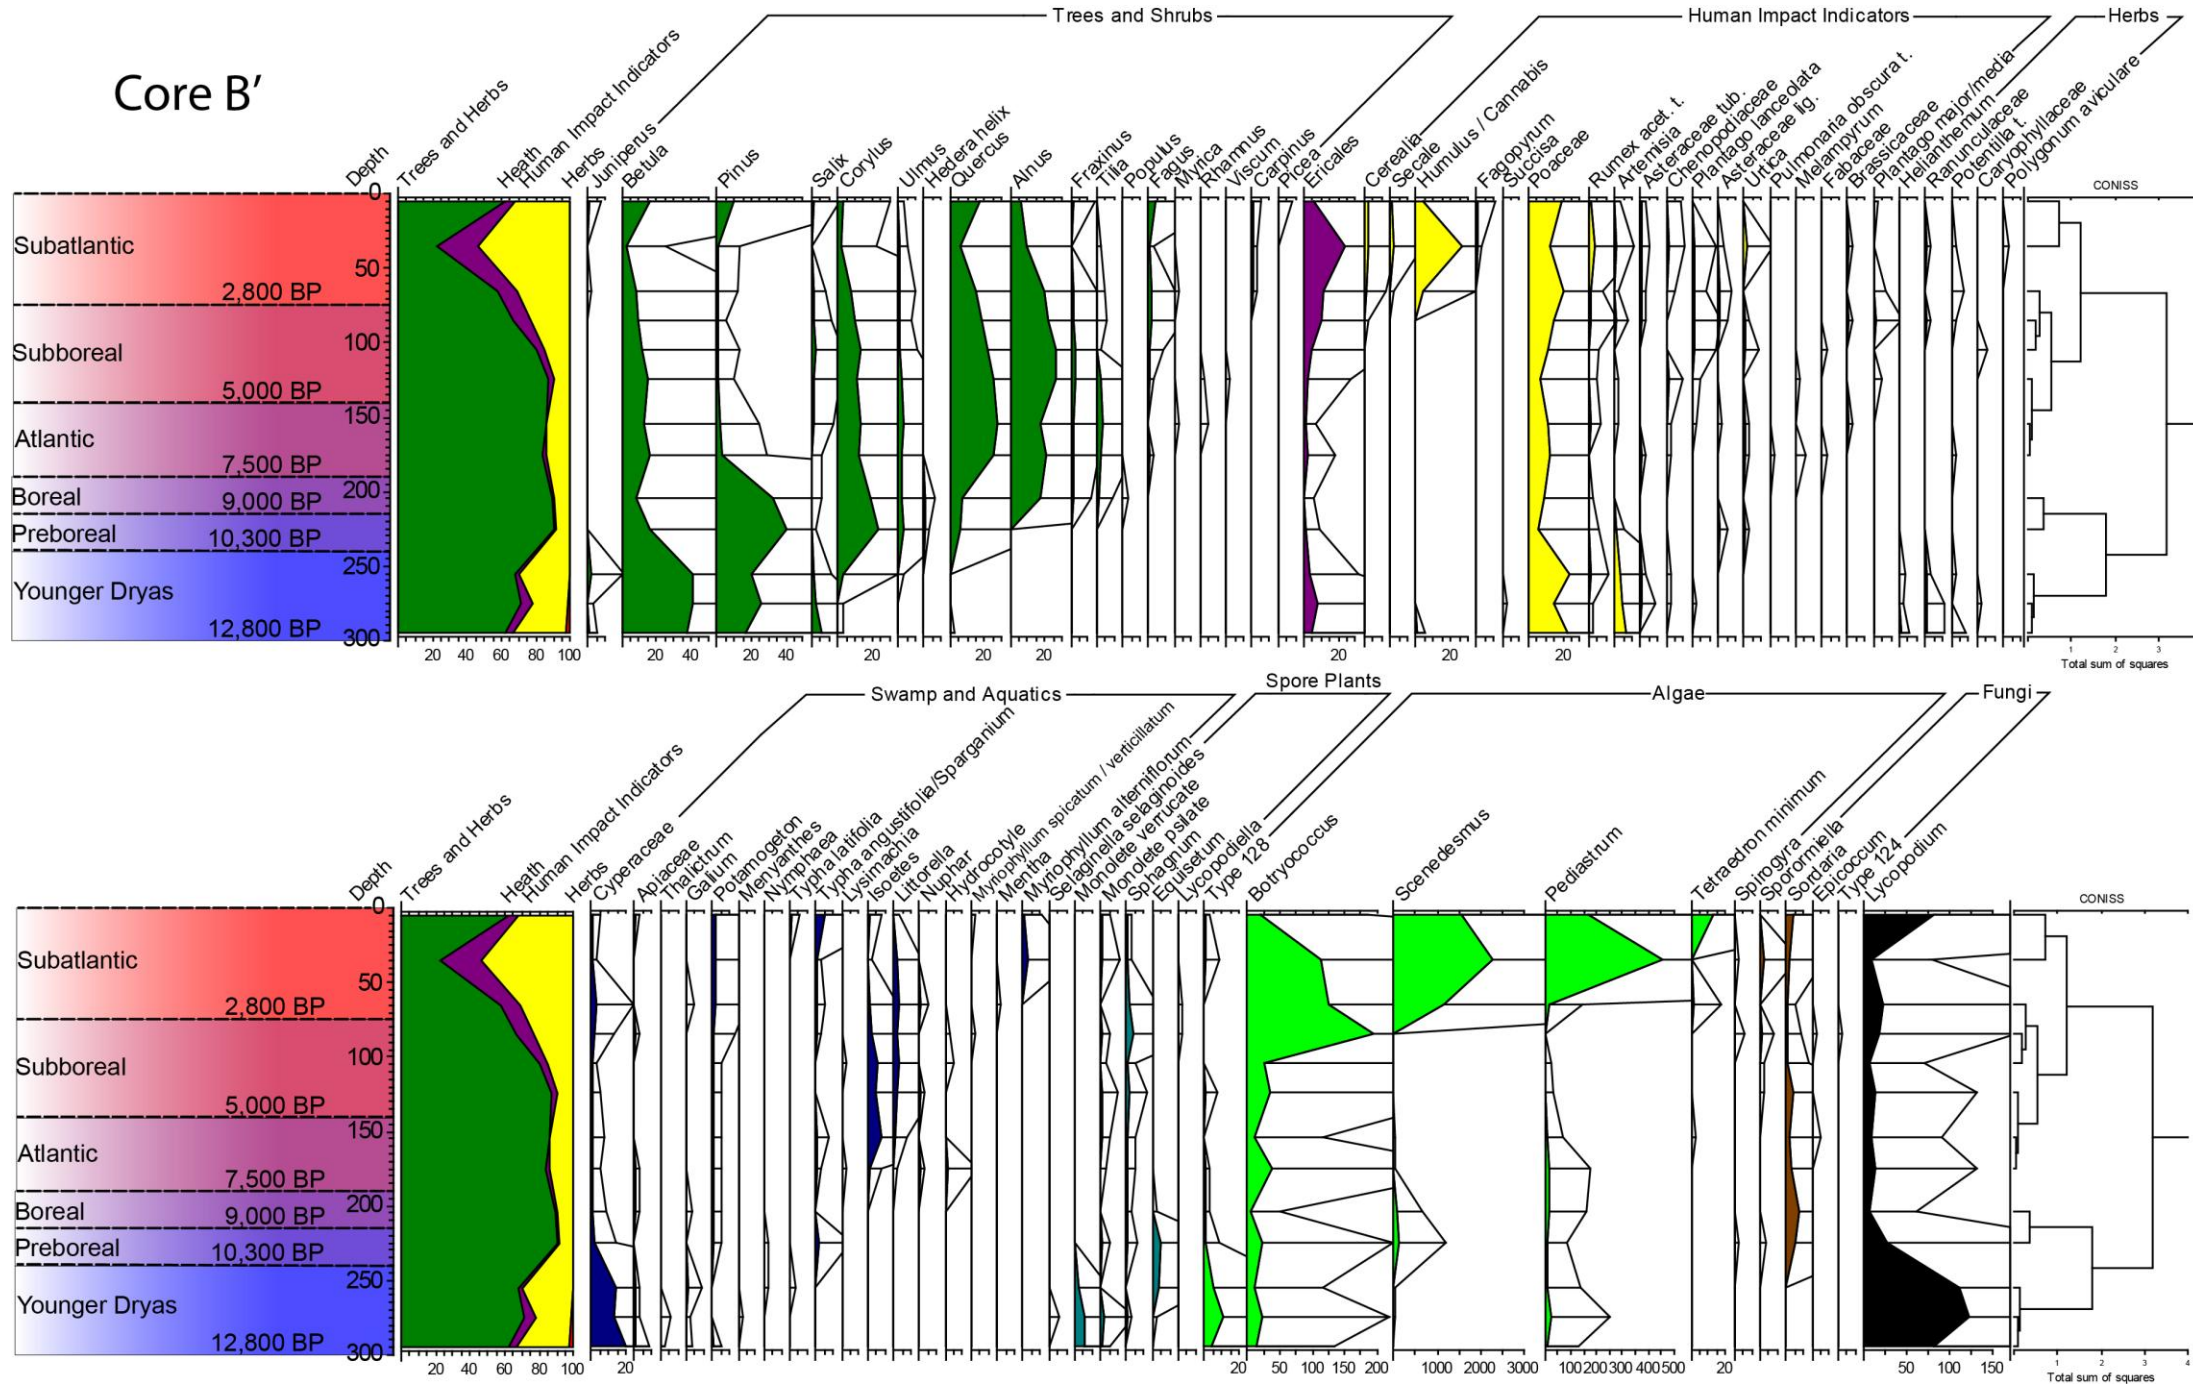 Core B’
Trees and Shrubs
Human Impact Indicators
Herbs
Depth
Trees and Herbs
Heath
Human Impact Indicators
Herbs
Juniperus
Betula
Pinus
Salix
Corylus
Ulmus
Hedera helix
Quercus
Alnus
Fraxinus
Tilia
Populus
Fagus
Myrica
Rhamnus
Viscum
Carpinus
Picea
Ericales
Cerealia
Secale
Humulus / Cannabis
Fagopyrum
Succisa
Poaceae
Rumex acet. t.
Artemisia
Asteraceae tub.
Chenopodiaceae
Plantago lanceolata
Asteraceae lig.
Urtica
Pulmonaria obscura t.
Melampyrum
Fabaceae
Brassicaceae
Plantago major/media
Helianthemum
Ranunculaceae
Potentilla t.
Caryophyllaceae
Polygonum aviculare
CONISS
0
Subatlantic
50
2,800 BP
100
Subboreal
5,000 BP
150
Atlantic
7,500 BP
200
Boreal
9,000 BP
Preboreal
10,300 BP
250
Younger Dryas
12,800 BP
300
20 40 60 80 100 20 40 20 40 20 20 20 20 20 20 1 2 3
Total sum of squares
Swamp and Aquatics
Spore Plants
Algae
Fungi
Depth
Trees and Herbs
Heath
Human Impact Indicators
Herbs
Cyperaceae
Apiaceae
Thalictrum
Galium
Potamogeton
Menyanthes
Nymphaea
Typha latifolia
Typha angustifolia/Sparganium
Lysimachia
Isoetes
Littorella
Nuphar
Hydrocotyle
Myriophyllum spicatum / verticillatum
Mentha
Myriophyllum alterniflorum
Selaginella selaginoides
Monolete verrucate
Monolete psilate
Sphagnum
Equisetum
Lycopodiella
Type 128
Botryococcus
Scenedesmus
Pediastrum
Tetraedron minimum
Spirogyra
Sporormiella
Sordaria
Epicoccum
Type 124
Lycopodium
CONISS
0
Subatlantic
50
2,800 BP
100
Subboreal
5,000 BP
150
Atlantic
7,500 BP
200
Boreal
9,000 BP
Preboreal
10,300 BP
250
Younger Dryas
12,800 BP
300
20 40 60 80 100 20 20 50 100 150 200 1000 2000 3000 100 200 300 400 500 20 50 100 150 1 2 3 4
Total sum of squares